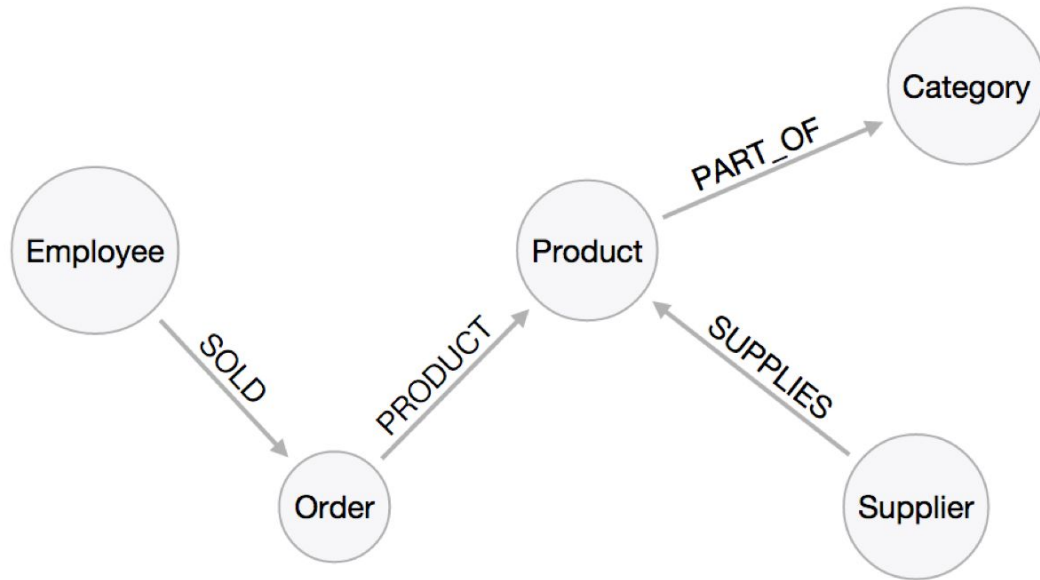 Category
PART_OF
Employee
Product
SOLD
PRODUCT
SUPPLIES
Order
Supplier